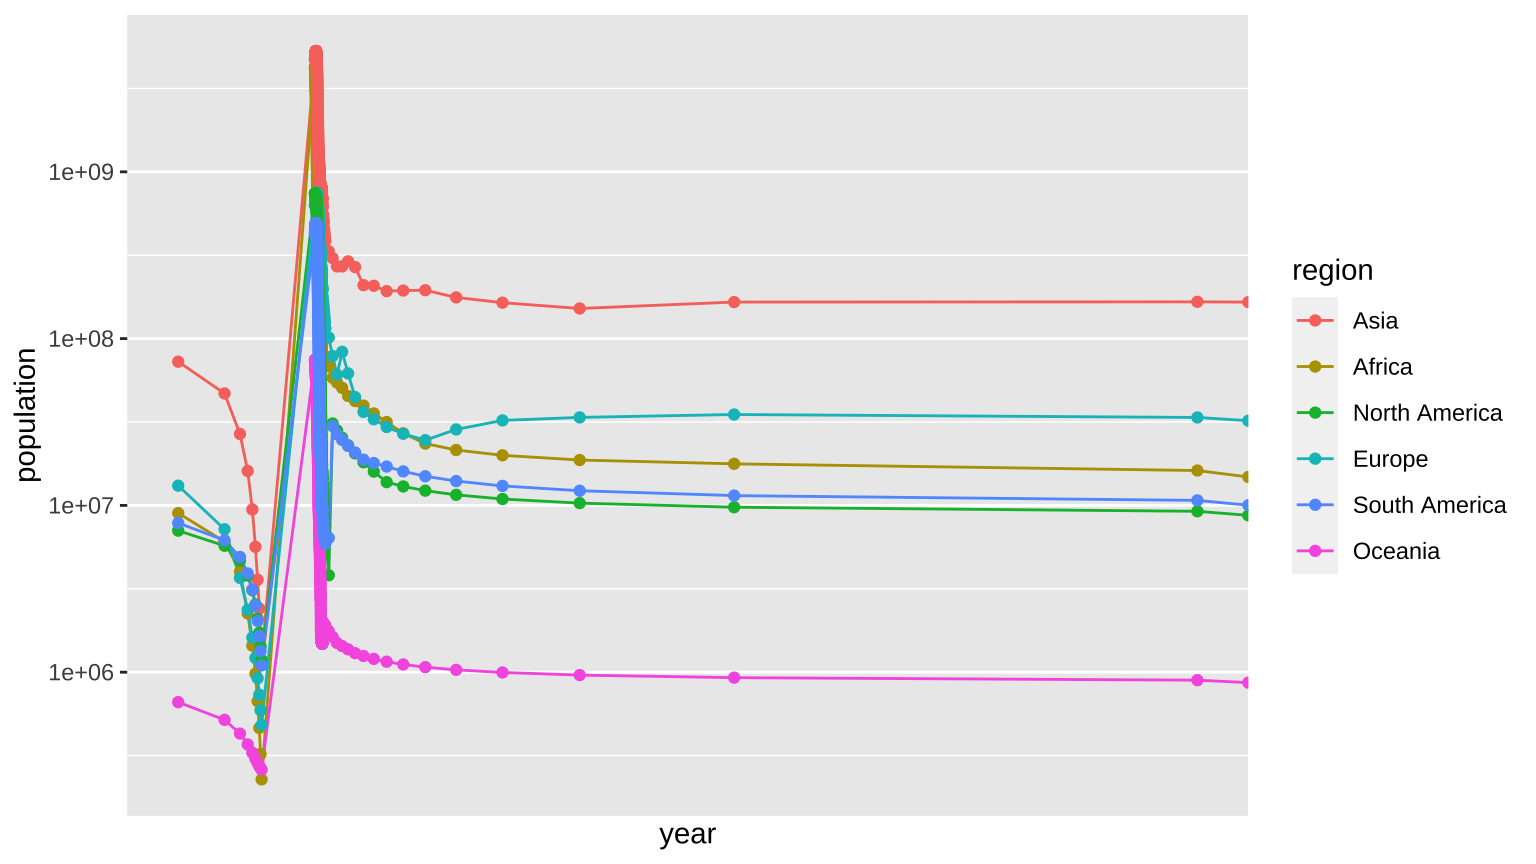 population
1e+09
1e+08
1e+07
1e+06
year
region
Asia
Africa
North America
Europe
South America
Oceania